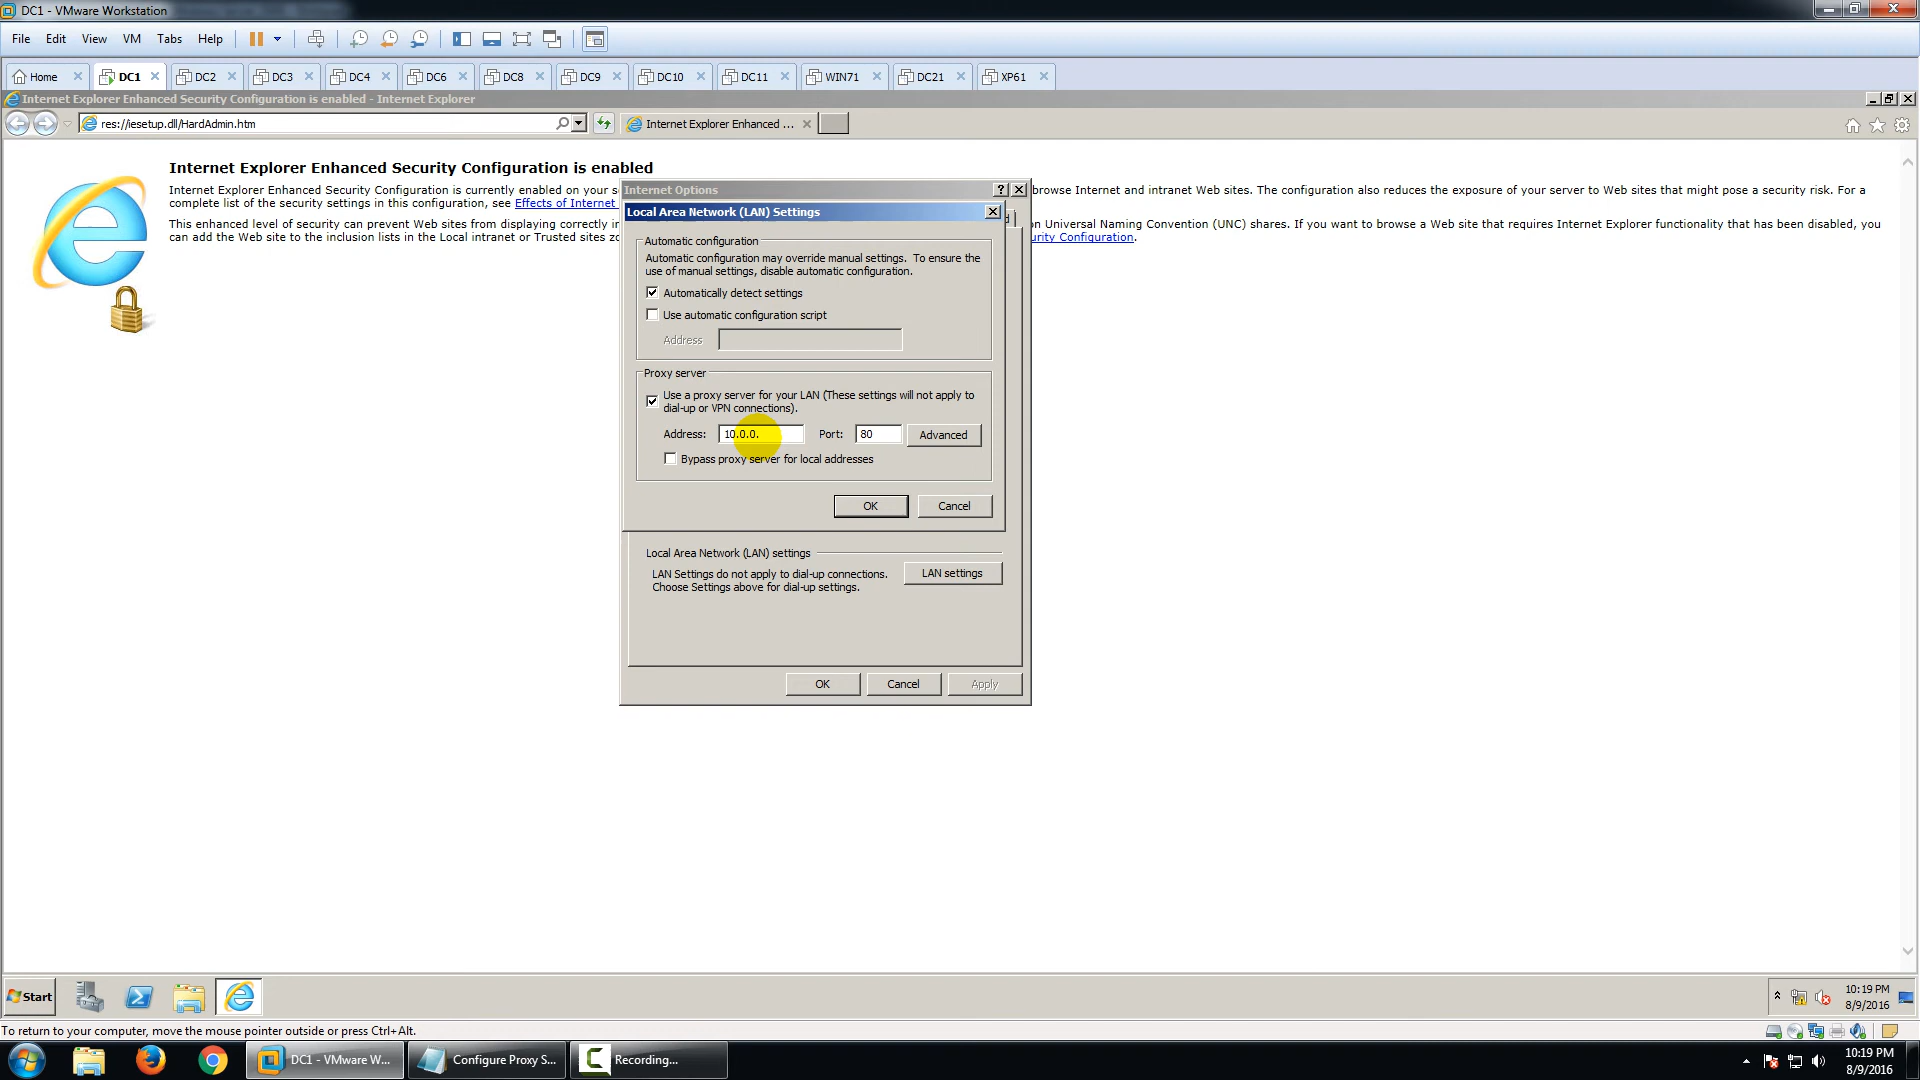 DC1 - VMware Workstation
File Edit View VM Tabs Help
Home DC1 DC2 DC3 DC4 DC6 DC8 DC9 DC10 DC11 WIN71 DC21 XP61
Internet Explorer Enhanced Security Configuration is enabled - Internet Explorer
res://iesetup.dll/HardAdmin.htm Internet Explorer Enhanced ...
Internet Explorer Enhanced Security Configuration is enabled
Internet Explorer Enhanced Security Configuration is currently enabled on your s
browse Internet and intranet Web sites. The configuration also reduces the exposure of your server to Web sites that might pose a security risk. For a
complete list of the security settings in this configuration, see Effects of Internet
This enhanced level of security can prevent Web sites from displaying correctly in
on Universal Naming Convention (UNC) shares. If you want to browse a Web site that requires Internet Explorer functionality that has been disabled, you
can add the Web site to the inclusion lists in the Local intranet or Trusted sites zo
urity Configuration.
Internet Options
Local Area Network (LAN) Settings
Automatic configuration
Automatic configuration may override manual settings. To ensure the
use of manual settings, disable automatic configuration.
Automatically detect settings
Use automatic configuration script
Address
Proxy server
Use a proxy server for your LAN (These settings will not apply to
dial-up or VPN connections).
Address: 10.0.0. Port: 80 Advanced
Bypass proxy server for local addresses
OK Cancel
Local Area Network (LAN) settings
LAN Settings do not apply to dial-up connections.
Choose Settings above for dial-up settings.
LAN settings
OK Cancel Apply
Start
10:19 PM
8/9/2016
To return to your computer, move the mouse pointer outside or press Ctrl+Alt.
DC1 - VMware W... Configure Proxy S... Recording...
10:19 PM
8/9/2016